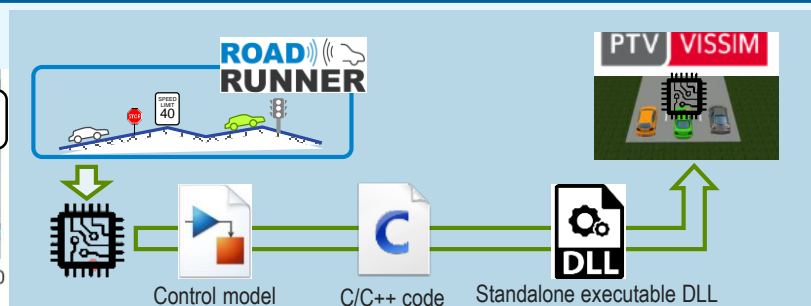 ROAD
RUNNER
PTV VISSIM
STOP
SPEED
LIMIT
40
C
DLL
Control model
C/C++ code
Standalone executable DLL